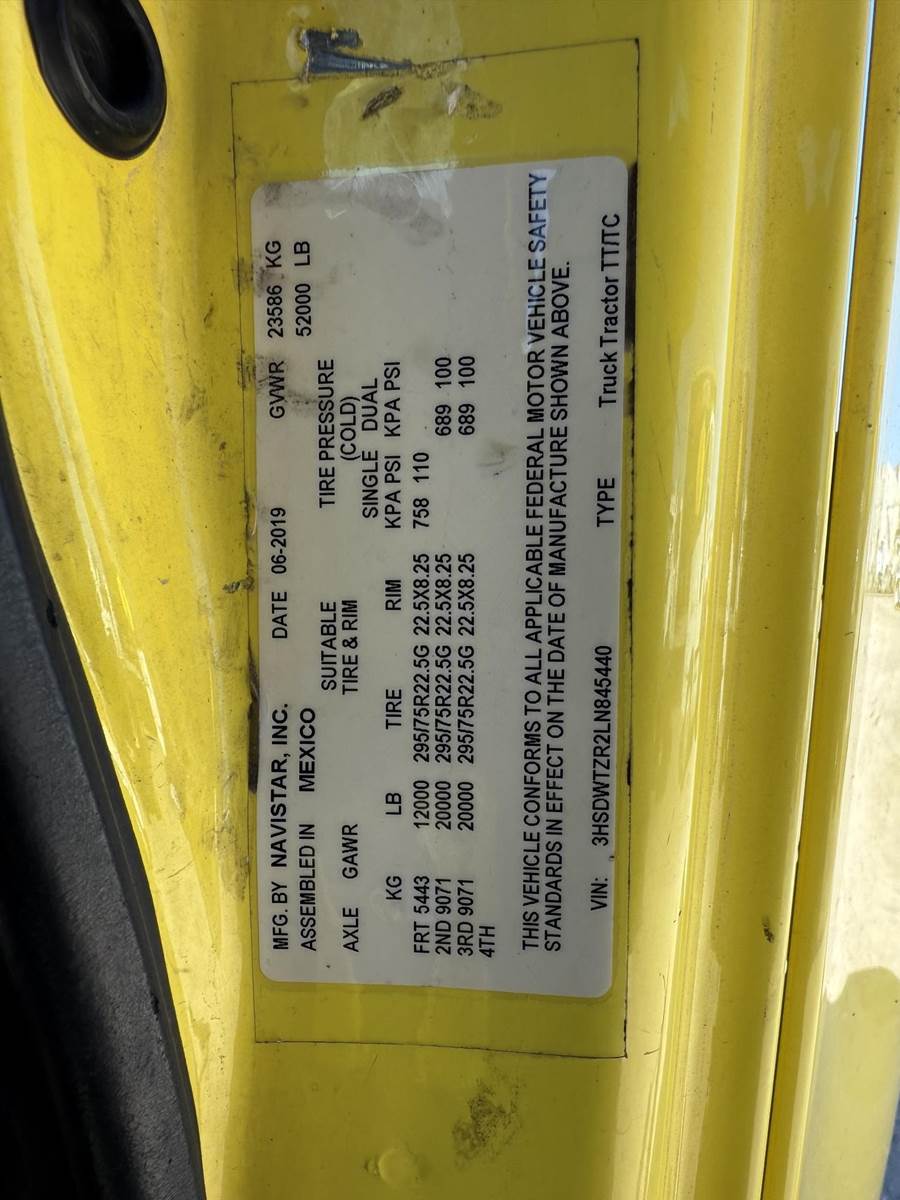 MFG. BY NAVISTAR, INC. DATE 06-2019 GVWR 23586 KG
ASSEMBLED IN MEXICO 52000 LB
SUITABLE TIRE PRESSURE
AXLE GAWR TIRE & RIM (COLD)
SINGLE DUAL
KG LB TIRE RIM KPA PSI KPA PSI
FRT 5443 12000 295/75R22.5G 22.5X8.25 758 110
2ND 9071 20000 295/75R22.5G 22.5X8.25 689 100
3RD 9071 20000 295/75R22.5G 22.5X8.25 689 100
4TH
THIS VEHICLE CONFORMS TO ALL APPLICABLE FEDERAL MOTOR VEHICLE SAFETY
STANDARDS IN EFFECT ON THE DATE OF MANUFACTURE SHOWN ABOVE.
VIN: 3HSDWTZR2LN845440 TYPE Truck Tractor TT/TC